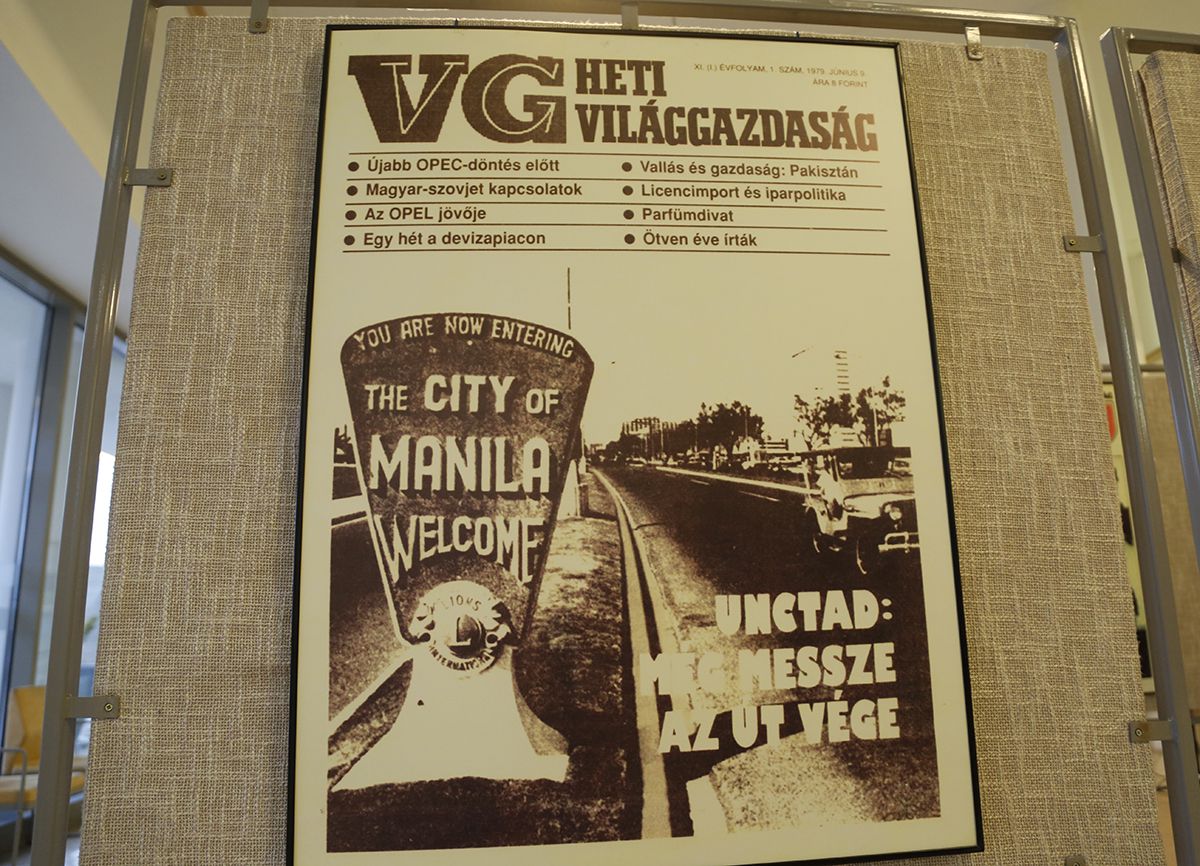 VG HETI
VILÁGGAZDASÁG
XI. (I.) ÉVFOLYAM, 1. SZÁM, 1979. JÚNIUS 9.
ÁRA 8 FORINT
● Újabb OPEC-döntés előtt
● Magyar-szovjet kapcsolatok
● Az OPEL jövője
● Egy hét a devizapiacon
● Vallás és gazdaság: Pakisztán
● Licencimport és iparpolitika
● Parfümdivat
● Ötven éve írták
YOU ARE NOW ENTERING
THE CITY OF
MANILA
WELCOME
LIONS
L
INTERNATIONAL
UNCTAD:
MÉG MESSZE
AZ ÚT VÉGE